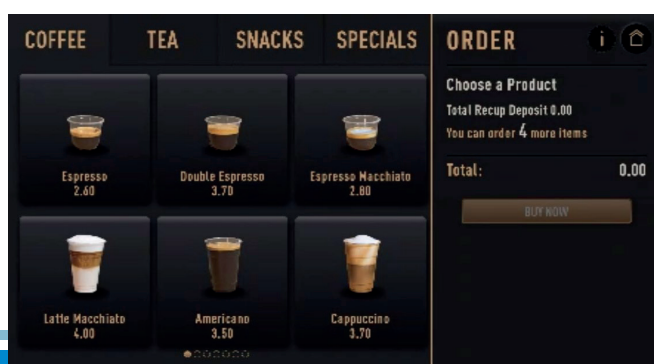 COFFEE TEA SNACKS SPECIALS
Espresso
2.60
Double Espresso
3.70
Espresso Macchiato
2.80
Latte Macchiato
4.00
Americano
3.50
Cappuccino
3.70
ORDER i
Choose a Product
Total Recup Deposit 0.00
You can order 4 more items
Total: 0.00
BUY NOW